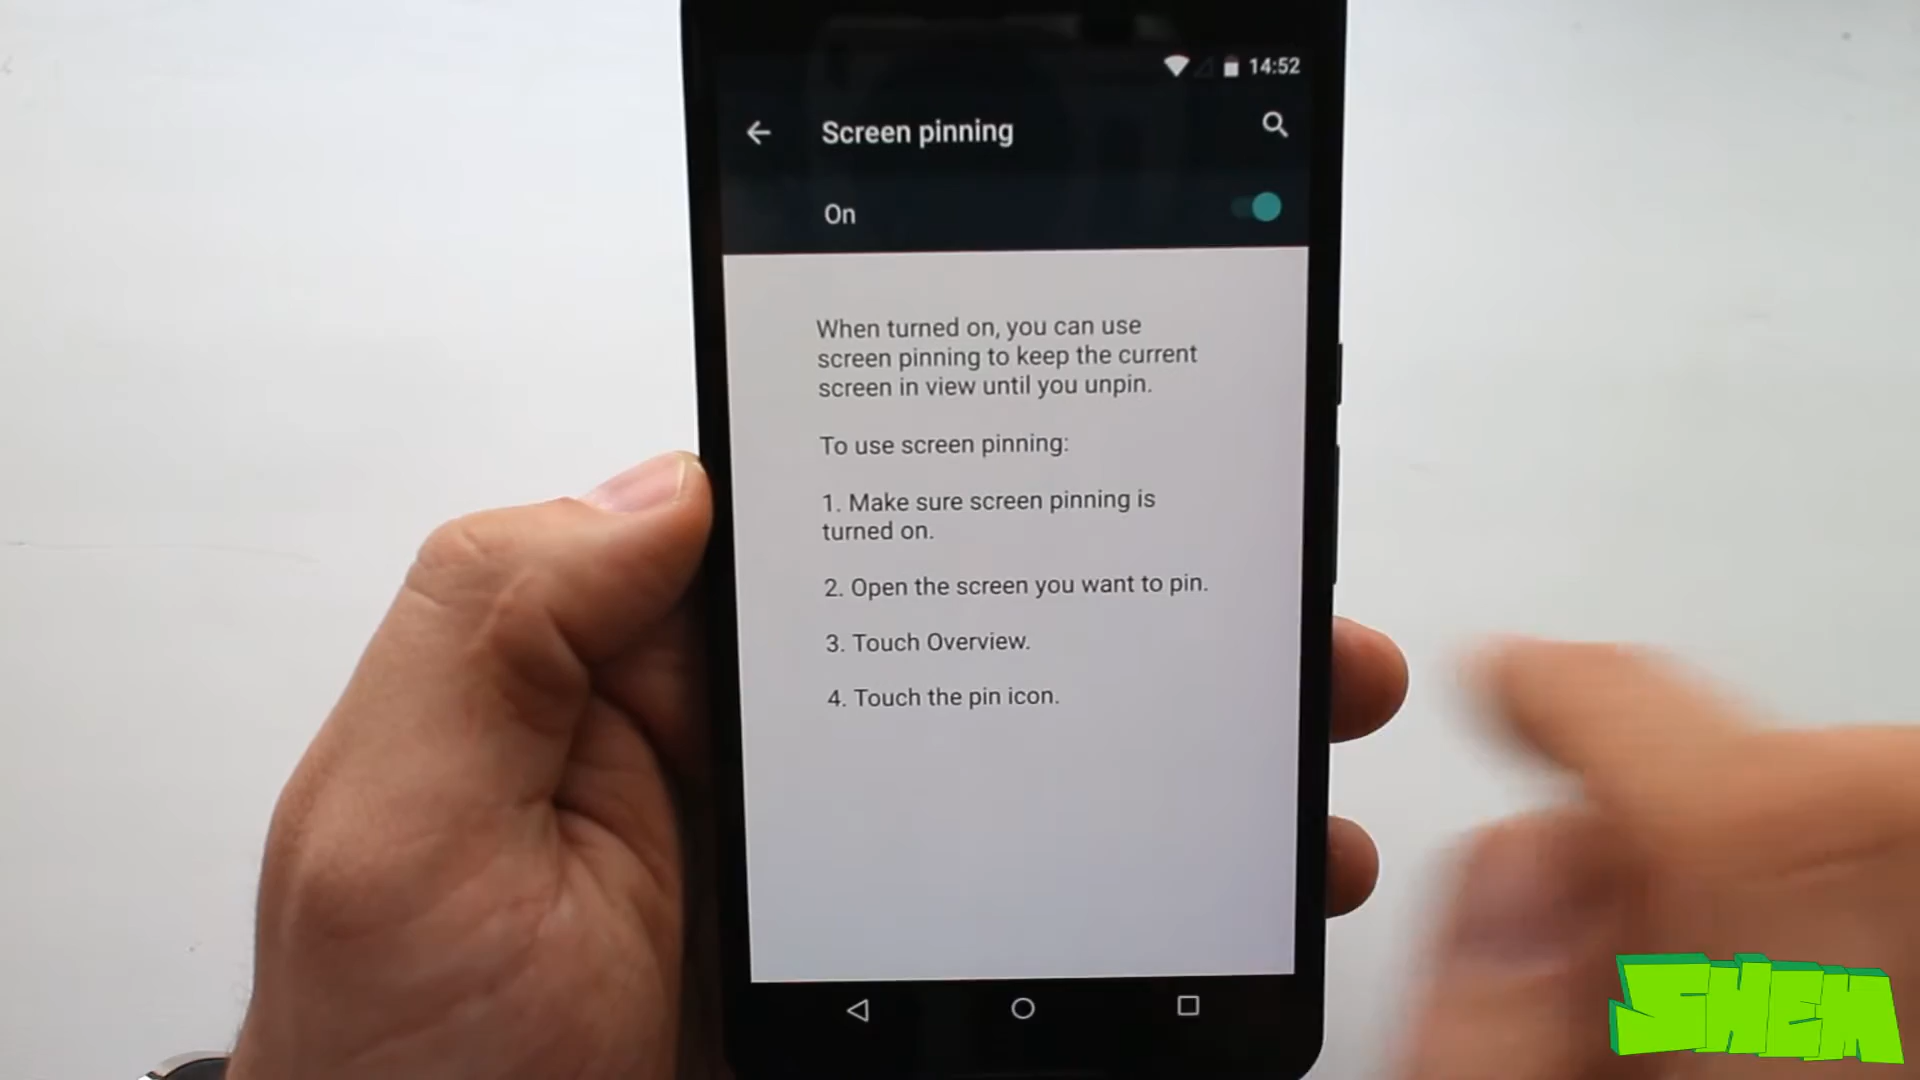 14:52
Screen pinning
On
When turned on, you can use
screen pinning to keep the current
screen in view until you unpin.
To use screen pinning:
1. Make sure screen pinning is
turned on.
2. Open the screen you want to pin.
3. Touch Overview.
4. Touch the pin icon.
SHEM